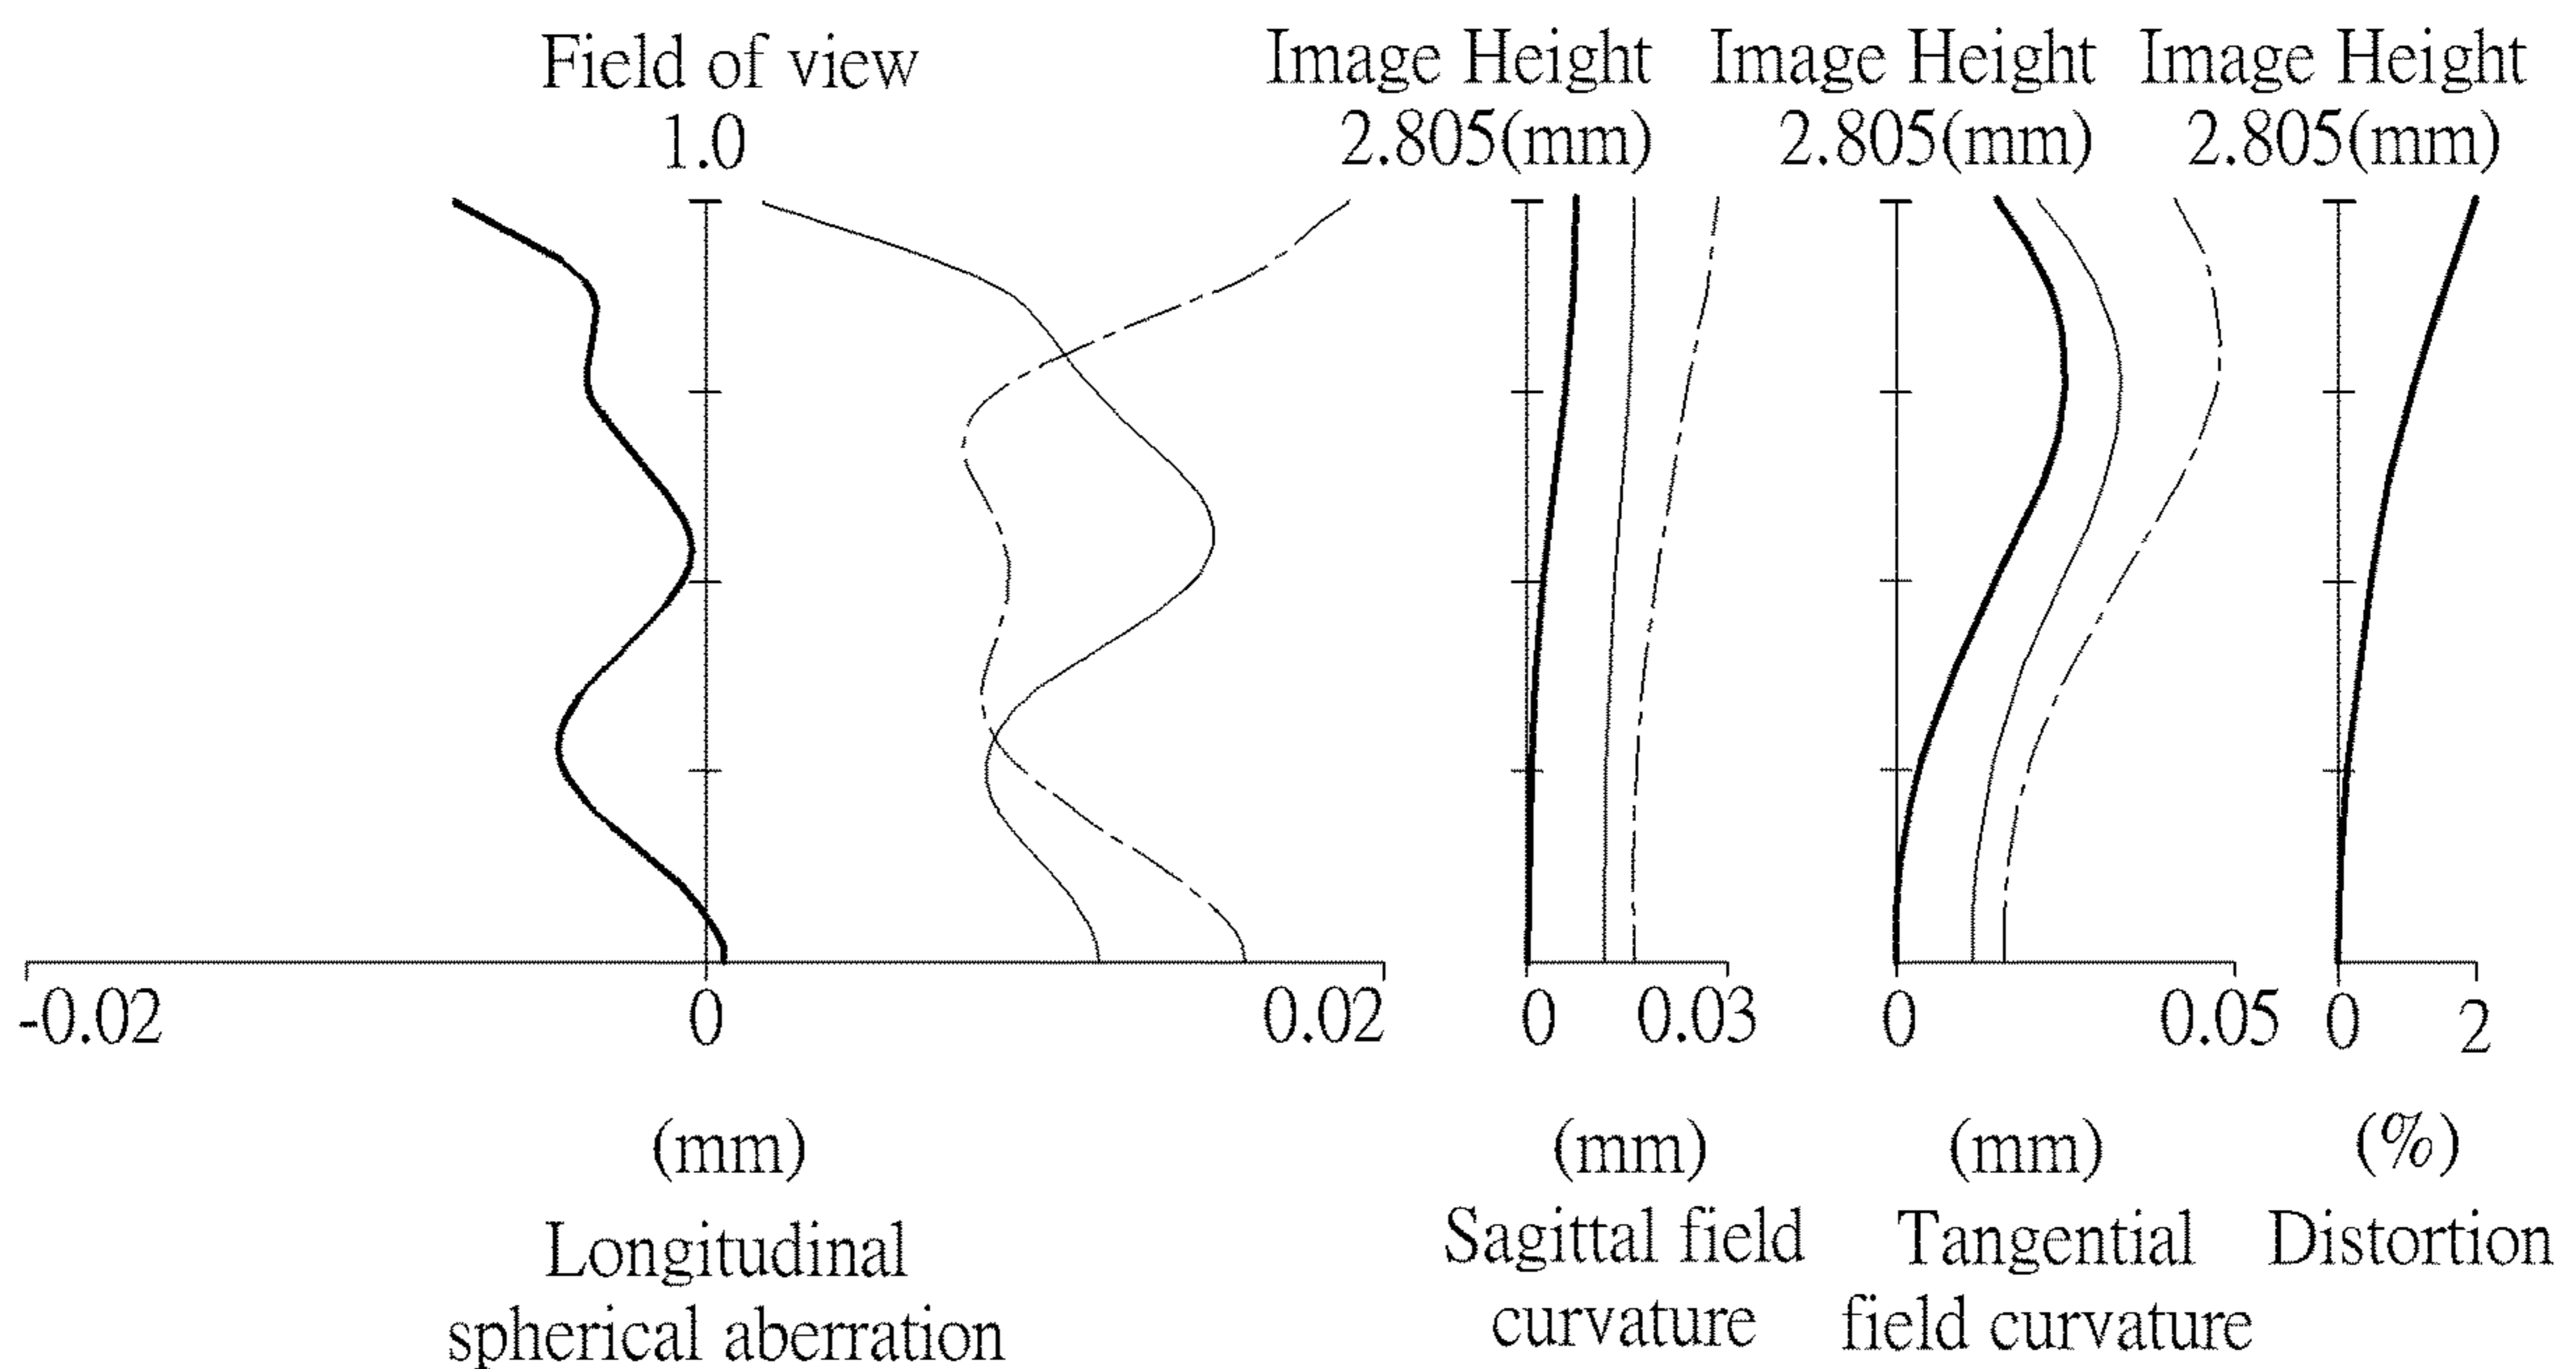 Field of view
1.0
-0.02
0
0.02
(mm)
Longitudinal
spherical aberration
Image Height
2.805(mm)
0
0.03
(mm)
Sagittal field
curvature
Image Height
2.805(mm)
0
0.05
(mm)
Tangential
field curvature
Image Height
2.805(mm)
0
2
(%)
Distortion